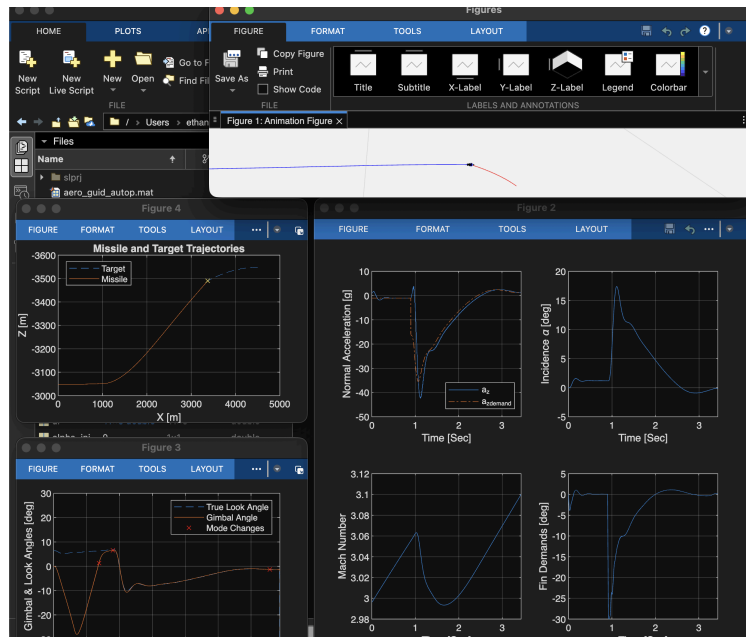 Figures
HOME PLOTS AP
FIGURE FORMAT TOOLS LAYOUT
New Script
New Live Script
New
Open
Go to F
Find Fil
FILE
Save As
Copy Figure
Print
Show Code
FILE
Title Subtitle X-Label Y-Label Z-Label Legend Colorbar
LABELS AND ANNOTATIONS
/ > Users > ethan
Figure 1: Animation Figure
Files
Name
slprj
aero_guid_autop.mat
Figure 4
FIGURE FORMAT TOOLS LAYOUT
Missile and Target Trajectories
Target
Missile
Z [m]
-3600
-3500
-3400
-3300
-3200
-3100
-3000
0 1000 2000 3000 4000 5000
X [m]
Figure 3
FIGURE FORMAT TOOLS LAYOUT
True Look Angle
Gimbal Angle
Mode Changes
Gimbal & Look Angles [deg]
30
20
10
0
-10
-20
-30
Figure 2
FIGURE FORMAT TOOLS LAYOUT
Normal Acceleration [g]
10
0
-10
-20
-30
-40
-50
az
azdemand
0 1 2 3
Time [Sec]
Incidence α [deg]
20
15
10
5
0
-5
0 1 2 3
Time [Sec]
Mach Number
3.12
3.1
3.08
3.06
3.04
3.02
3
2.98
0 1 2 3
Fin Demands [deg]
5
0
-5
-10
-15
-20
-25
-30
0 1 2 3